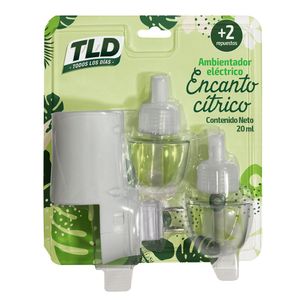 TLD
TODOS LOS DÍAS
+2
repuestos
Ambientador
eléctrico
Encanto
cítrico
Contenido Neto
20 ml